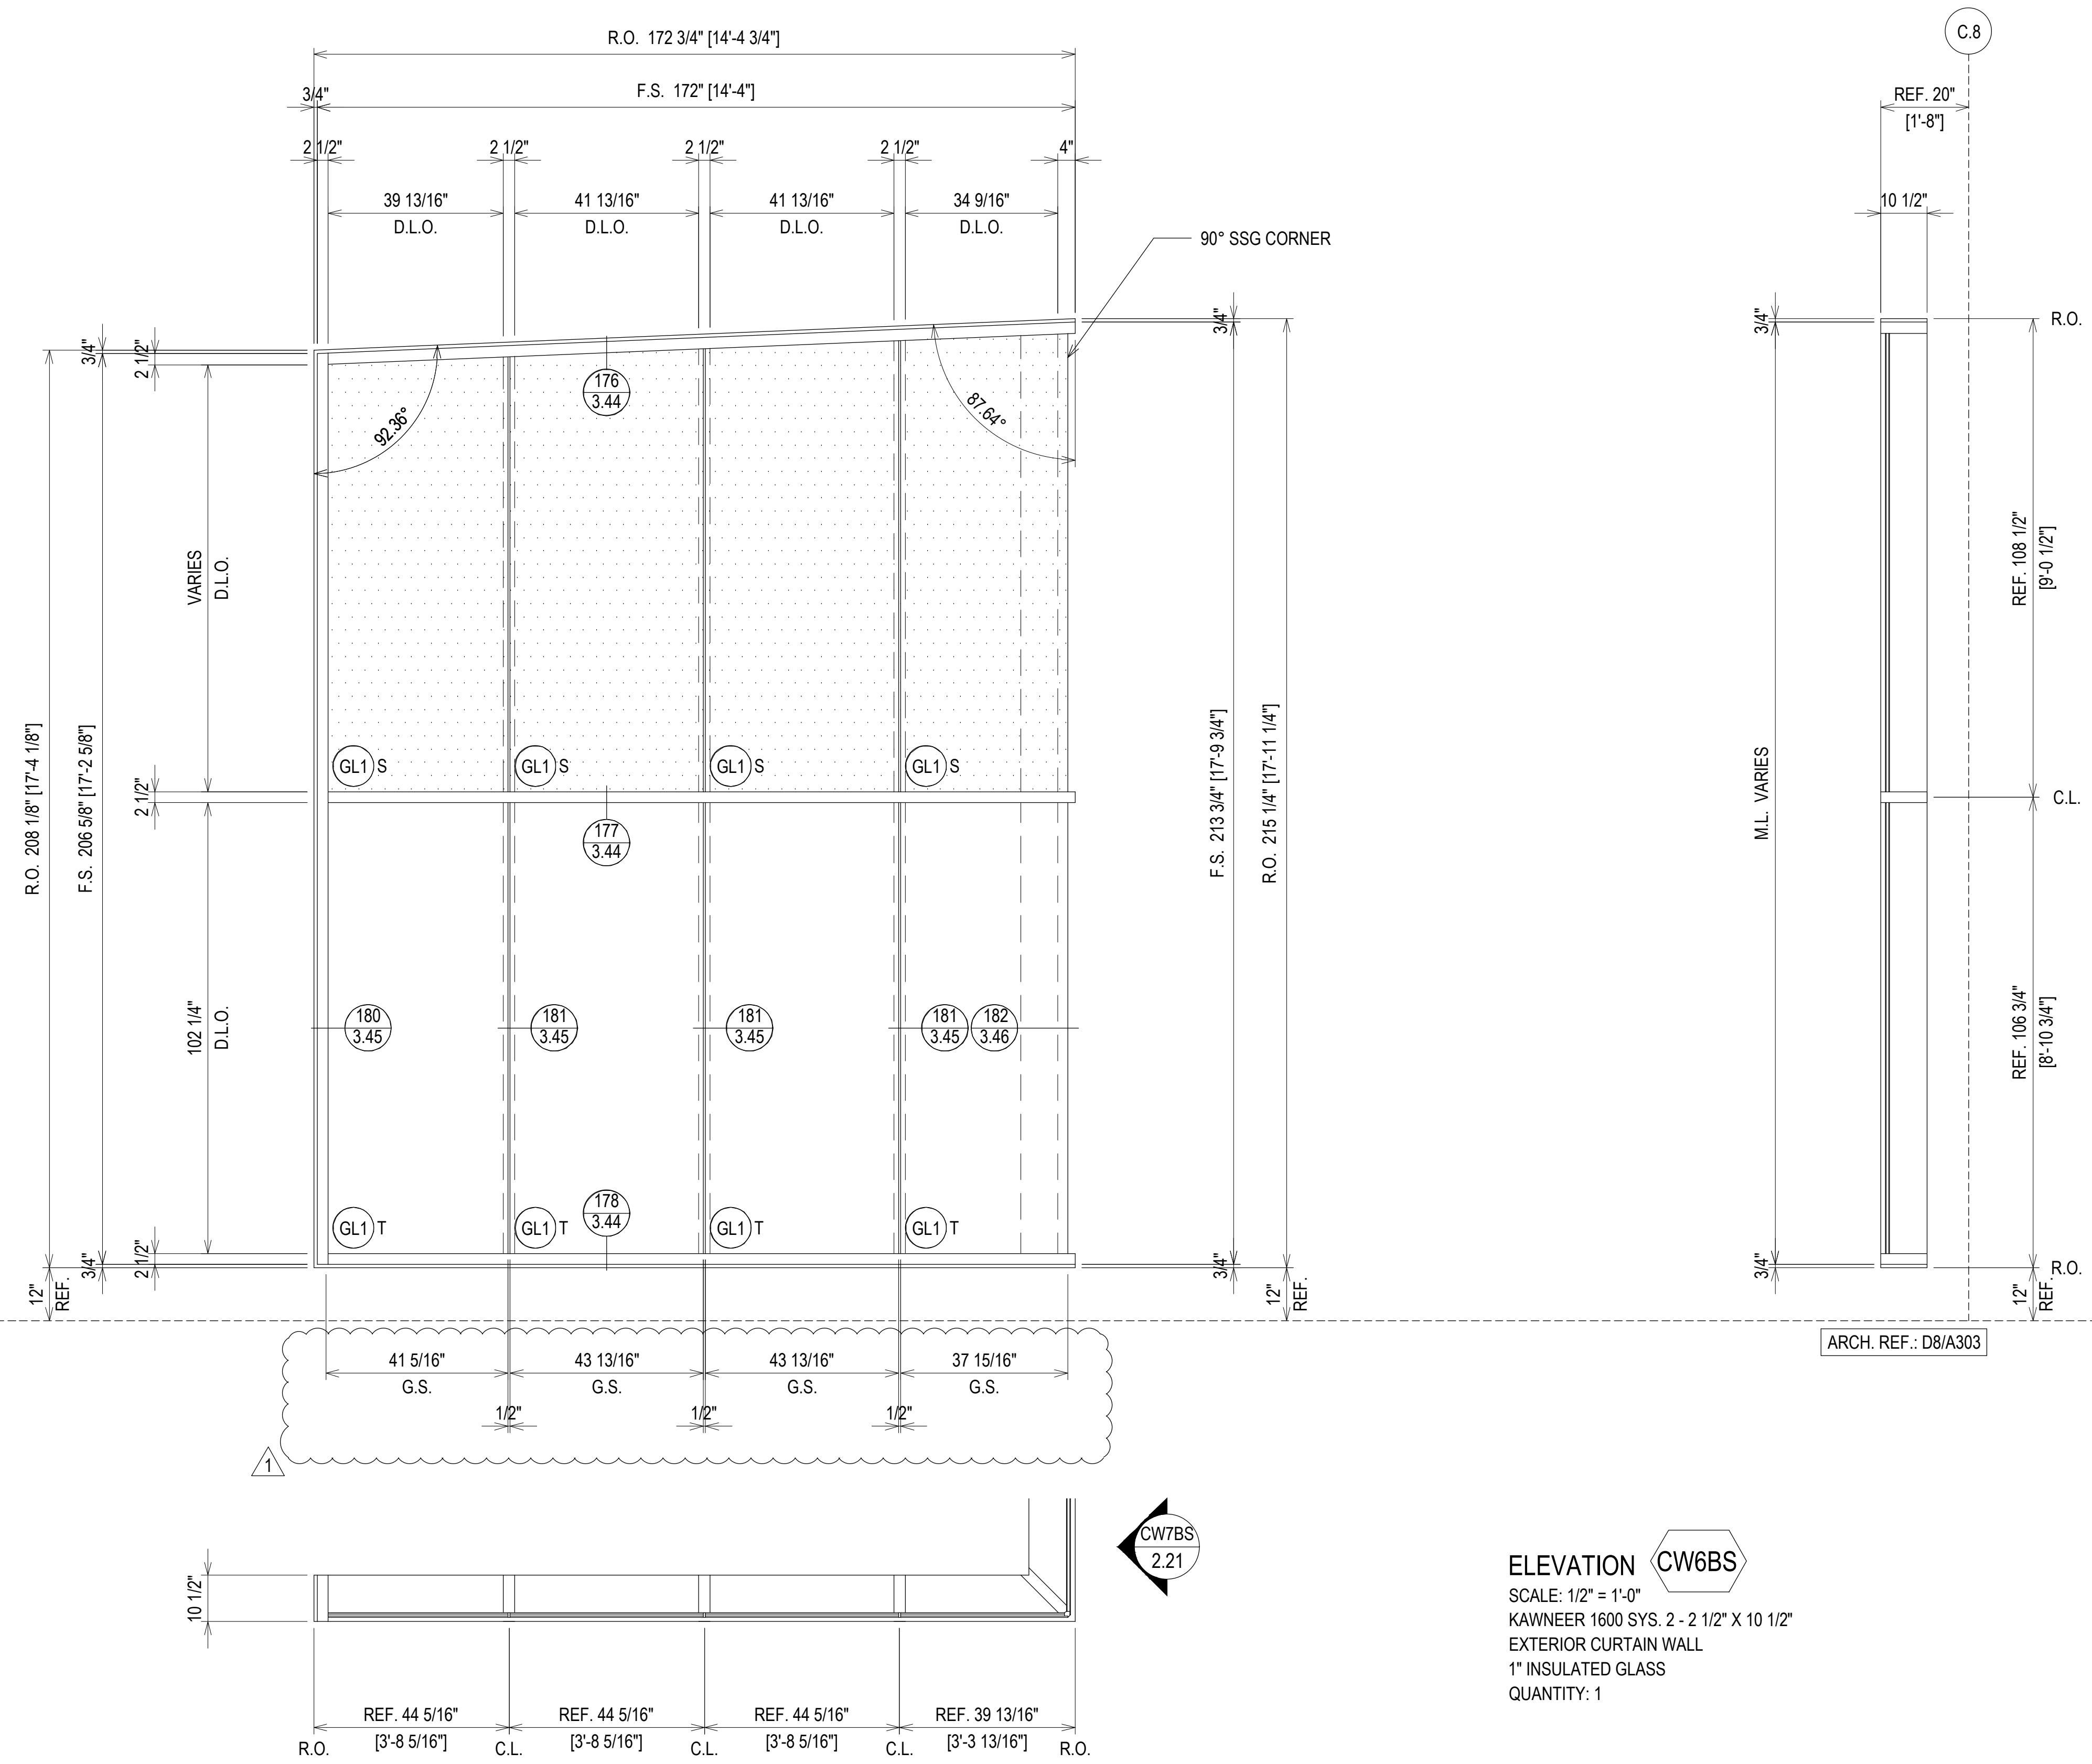 C.8
R.O. 172 3/4" [14'-4 3/4"]
F.S. 172" [14'-4"]
3/4"
REF. 20"
[1'-8"]
2 1/2"
2 1/2"
2 1/2"
2 1/2"
4"
39 13/16"
D.L.O.
41 13/16"
D.L.O.
41 13/16"
D.L.O.
34 9/16"
D.L.O.
10 1/2"
90° SSG CORNER
3/4"
2 1/2"
3/4"
3/4"
R.O.
176
3.44
92.36°
87.64°
VARIES
D.L.O.
REF. 108 1/2"
[9'-0 1/2"]
R.O. 208 1/8" [17'-4 1/8"]
F.S. 206 5/8" [17'-2 5/8"]
F.S. 213 3/4" [17'-9 3/4"]
R.O. 215 1/4" [17'-11 1/4"]
M.L. VARIES
GL1 S
GL1 S
GL1 S
GL1 S
2 1/2"
C.L.
177
3.44
102 1/4"
D.L.O.
180
3.45
181
3.45
181
3.45
181
3.45
182
3.46
REF. 106 3/4"
[8'-10 3/4"]
GL1 T
GL1 T
178
3.44
GL1 T
GL1 T
3/4"
2 1/2"
3/4"
3/4"
R.O.
12"
REF.
12"
REF.
12"
REF.
ARCH. REF.: D8/A303
41 5/16"
G.S.
43 13/16"
G.S.
43 13/16"
G.S.
37 15/16"
G.S.
1/2"
1/2"
1/2"
1
CW7BS
2.21
10 1/2"
ELEVATION CW6BS
SCALE: 1/2" = 1'-0"
KAWNEER 1600 SYS. 2 - 2 1/2" X 10 1/2"
EXTERIOR CURTAIN WALL
1" INSULATED GLASS
QUANTITY: 1
REF. 44 5/16"
[3'-8 5/16"]
REF. 44 5/16"
[3'-8 5/16"]
REF. 44 5/16"
[3'-8 5/16"]
REF. 39 13/16"
[3'-3 13/16"]
R.O.
C.L.
C.L.
C.L.
R.O.